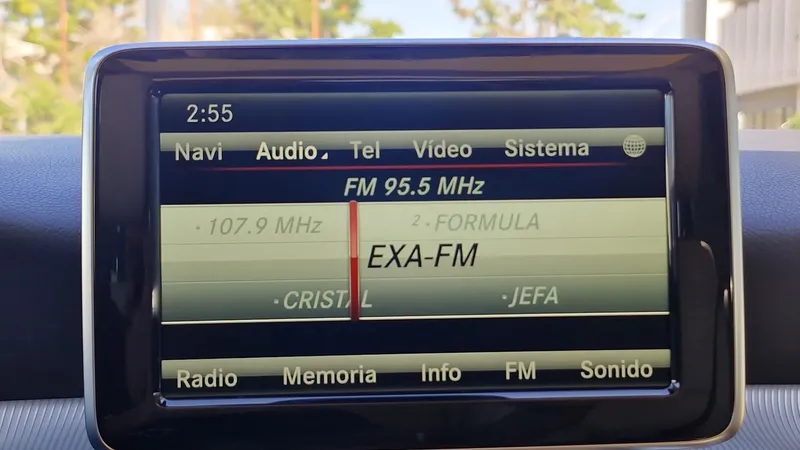 2:55
Navi Audio Tel Vídeo Sistema
FM 95.5 MHz
·107.9 MHz 2·FORMULA
EXA-FM
·CRISTAL ·JEFA
Radio Memoria Info FM Sonido